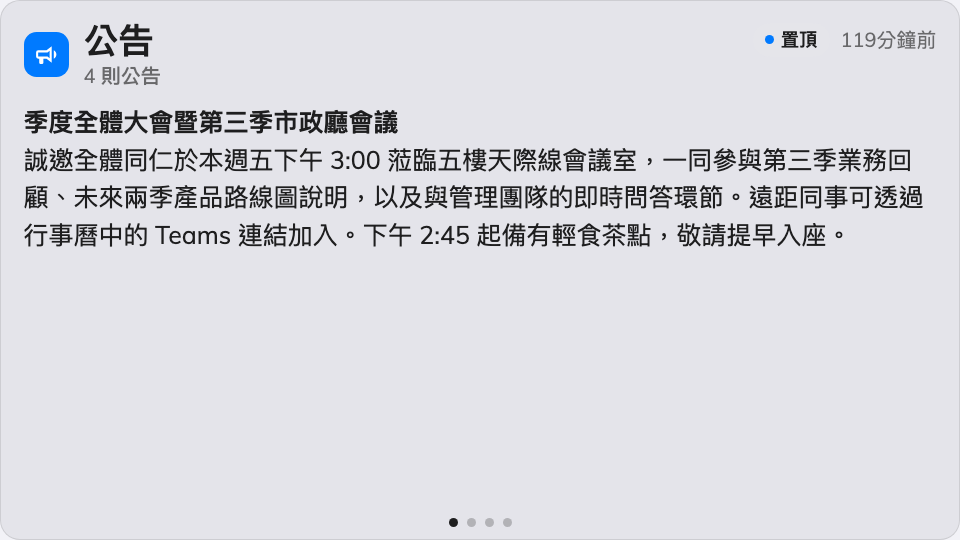 公告
4 則公告
置頂
119分鐘前
季度全體大會暨第三季市政廳會議
誠邀全體同仁於本週五下午 3:00 蒞臨五樓天際線會議室，一同參與第三季業務回
顧、未來兩季產品路線圖說明，以及與管理團隊的即時問答環節。遠距同事可透過
行事曆中的 Teams 連結加入。下午 2:45 起備有輕食茶點，敬請提早入座。